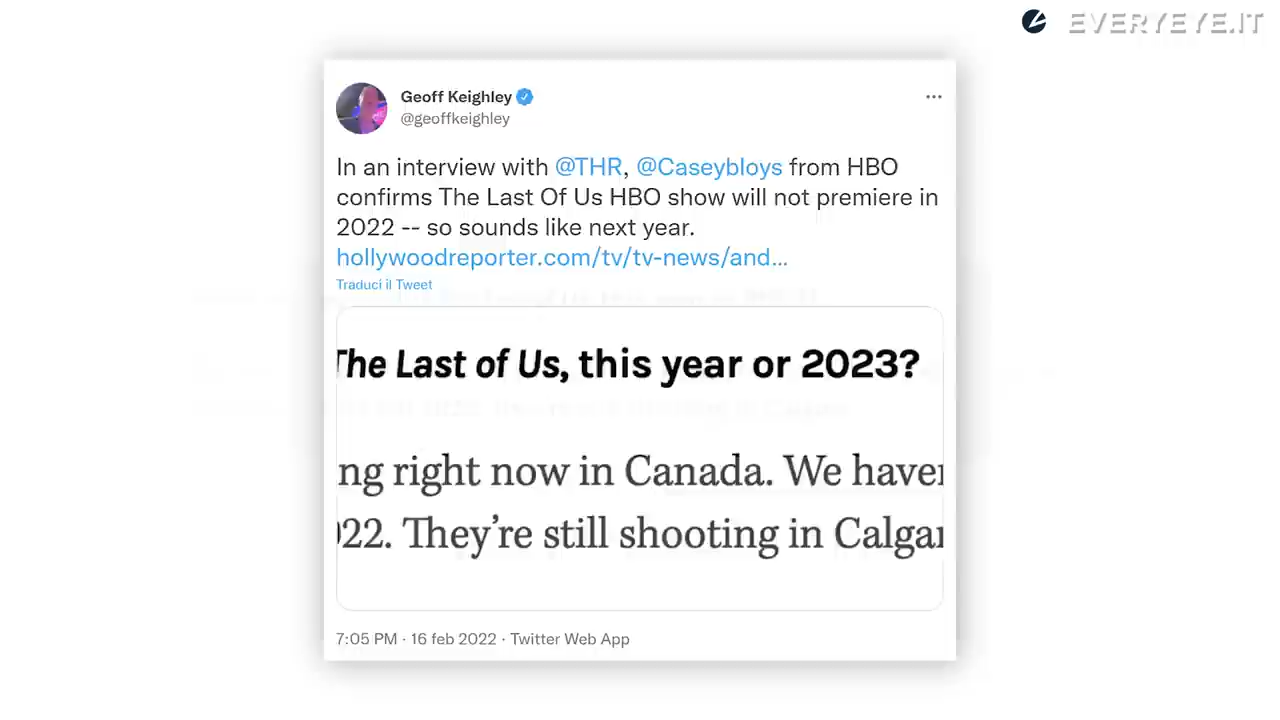 EVERYEYE.IT
Geoff Keighley
@geoffkeighley
In an interview with @THR, @Caseybloys from HBO
confirms The Last Of Us HBO show will not premiere in
2022 -- so sounds like next year.
hollywoodreporter.com/tv/tv-news/and...
Traduci il Tweet
The Last of Us, this year or 2023?
ng right now in Canada. We haven
022. They’re still shooting in Calgar
7:05 PM · 16 feb 2022 · Twitter Web App